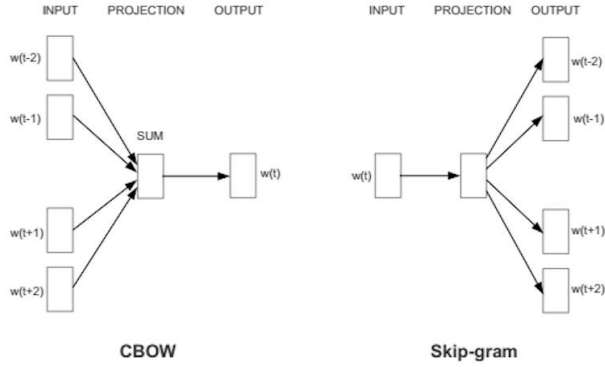 INPUT PROJECTION OUTPUT
w(t-2)
w(t-1)
SUM
w(t)
w(t+1)
w(t+2)
CBOW
INPUT PROJECTION OUTPUT
w(t-2)
w(t-1)
w(t)
w(t+1)
w(t+2)
Skip-gram